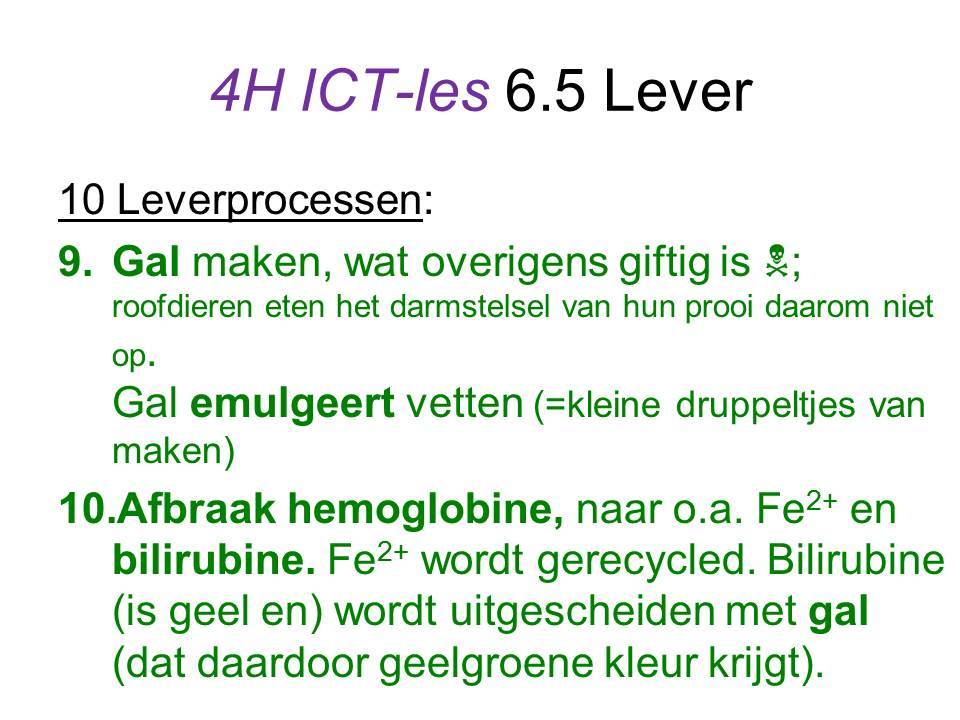 4H ICT-les 6.5 Lever
10 Leverprocessen:
9. Gal maken, wat overigens giftig is ☠;
roofdieren eten het darmstelsel van hun prooi daarom niet
op.
Gal emulgeert vetten (=kleine druppeltjes van
maken)
10.Afbraak hemoglobine, naar o.a. Fe²⁺ en
bilirubine. Fe²⁺ wordt gerecycled. Bilirubine
(is geel en) wordt uitgescheiden met gal
(dat daardoor geelgroene kleur krijgt).